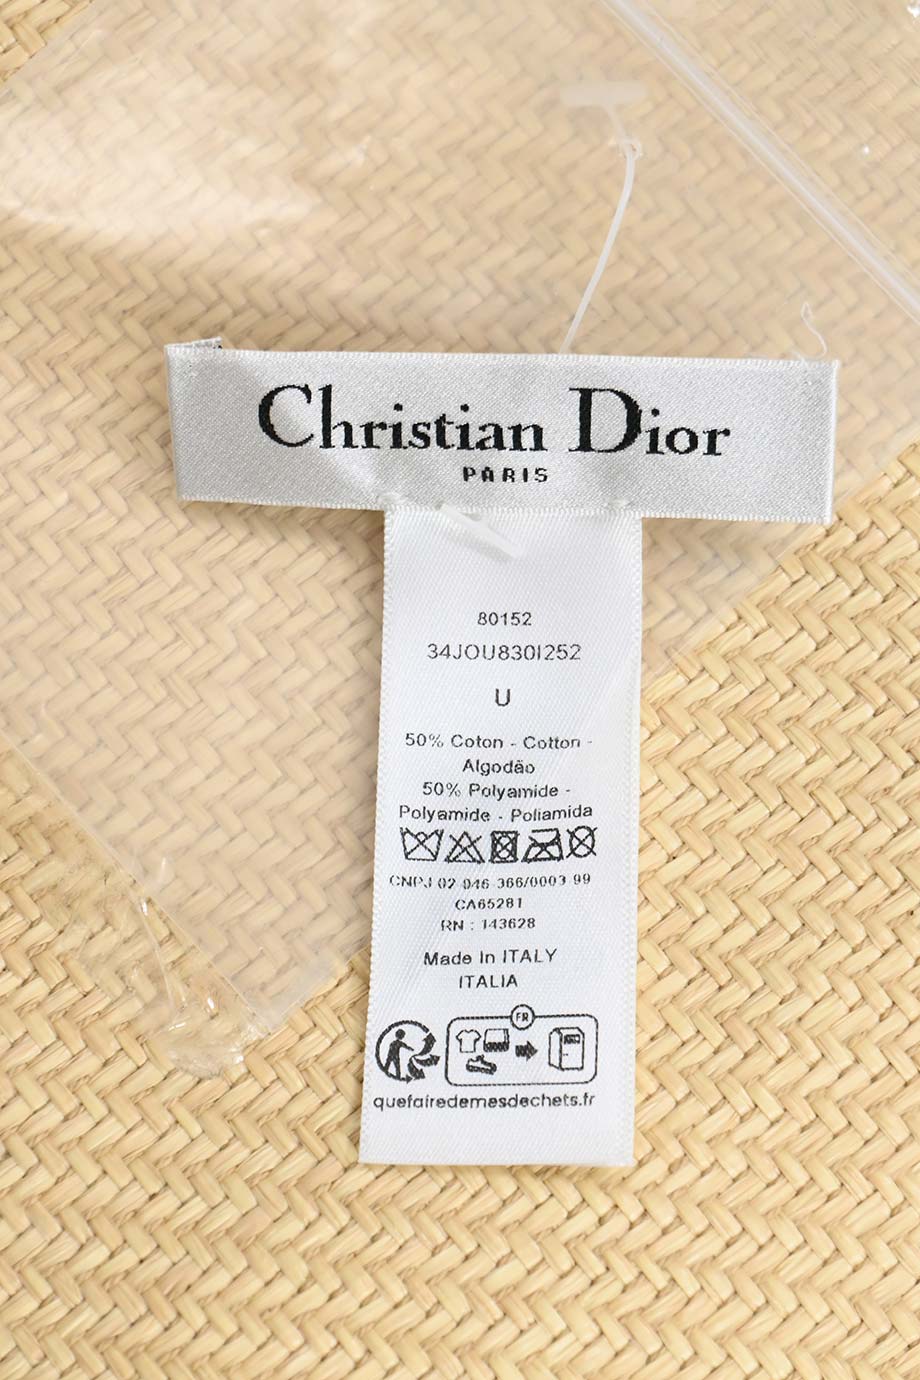 Christian Dior
PARIS
80152
34JOU830I252
U
50% Coton - Cotton -
Algodão
50% Polyamide -
Polyamide - Poliamida
CNPJ 02 046 366/0003 99
CA65281
RN : 143628
Made In ITALY
ITALIA
FR
quefairedemesdechets.fr